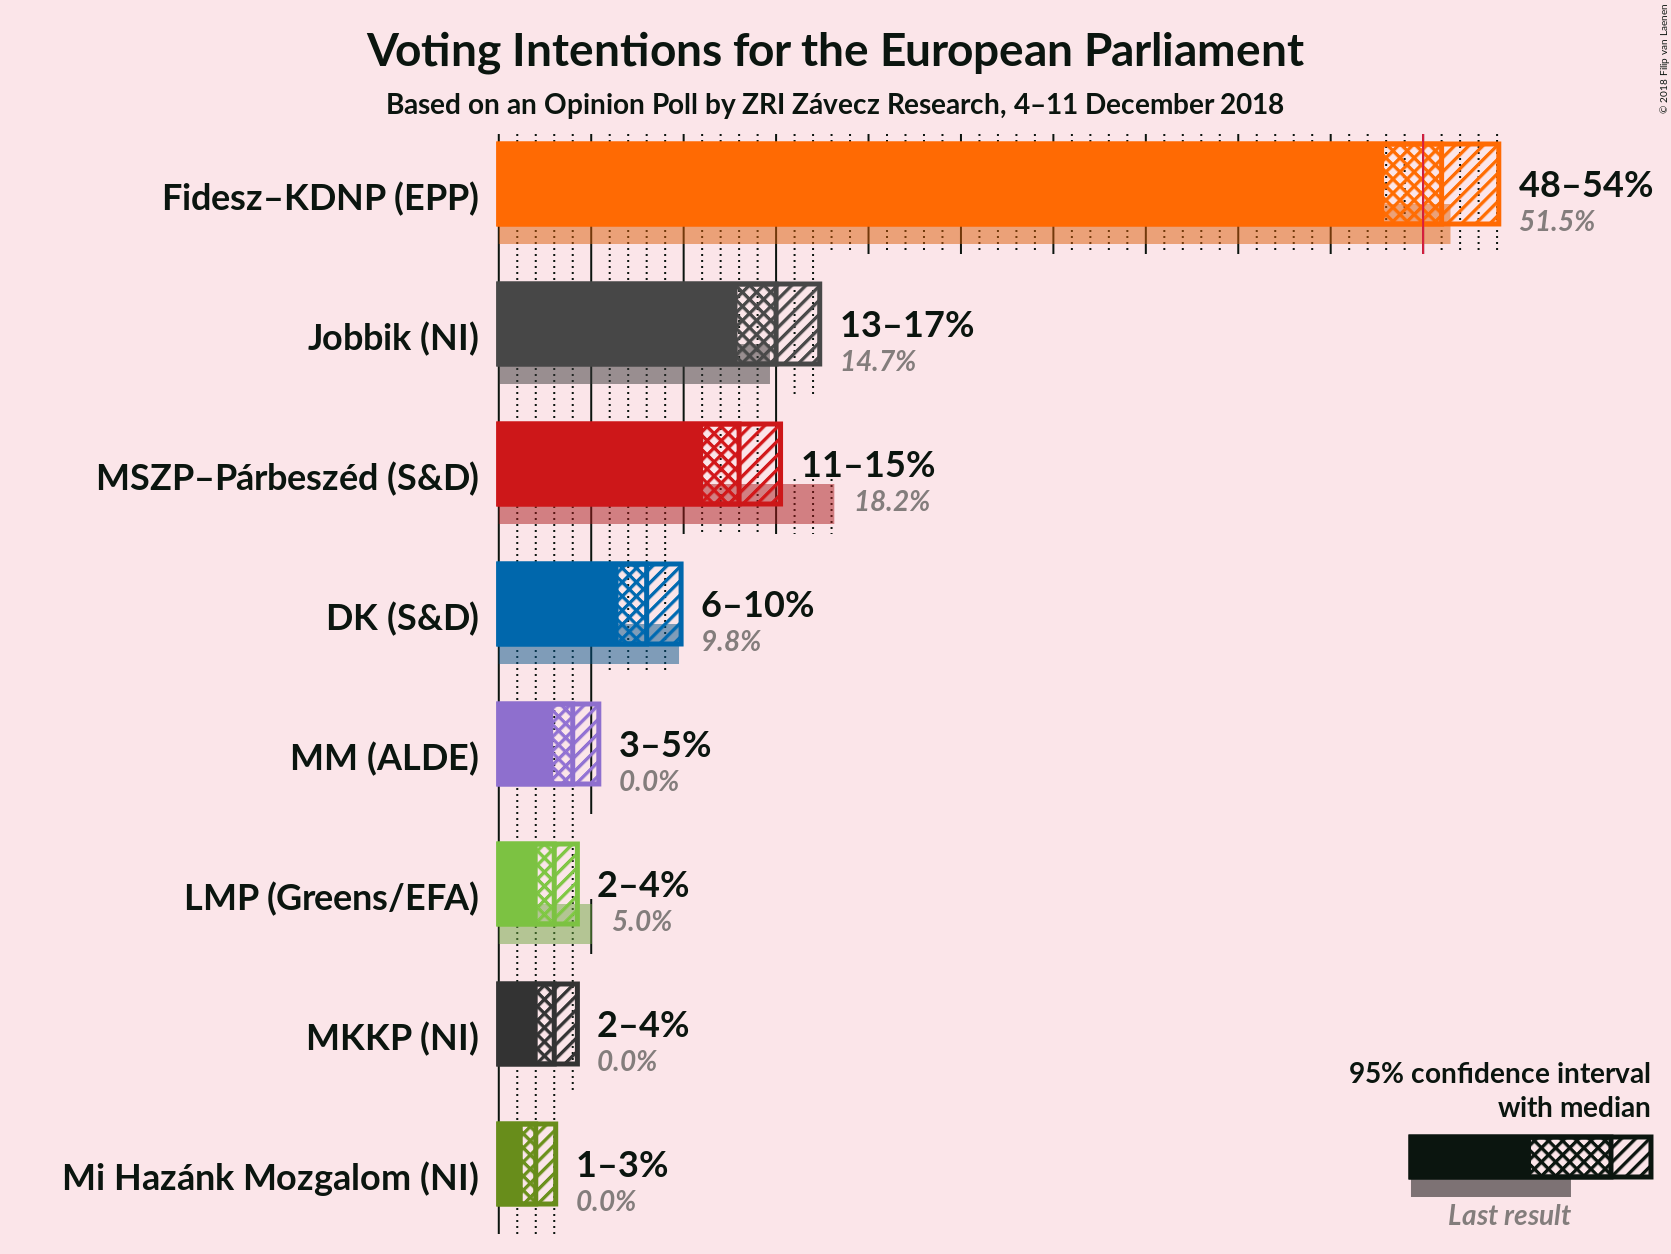 Voting Intentions for the European Parliament
Based on an Opinion Poll by ZRI Závecz Research, 4–11 December 2018
© 2018 Filip van Laenen
Fidesz–KDNP (EPP)
48–54%
51.5%
Jobbik (NI)
13–17%
14.7%
MSZP–Párbeszéd (S&D)
11–15%
18.2%
DK (S&D)
6–10%
9.8%
MM (ALDE)
3–5%
0.0%
LMP (Greens/EFA)
2–4%
5.0%
MKKP (NI)
2–4%
0.0%
Mi Hazánk Mozgalom (NI)
1–3%
0.0%
95% confidence interval
with median
Last result